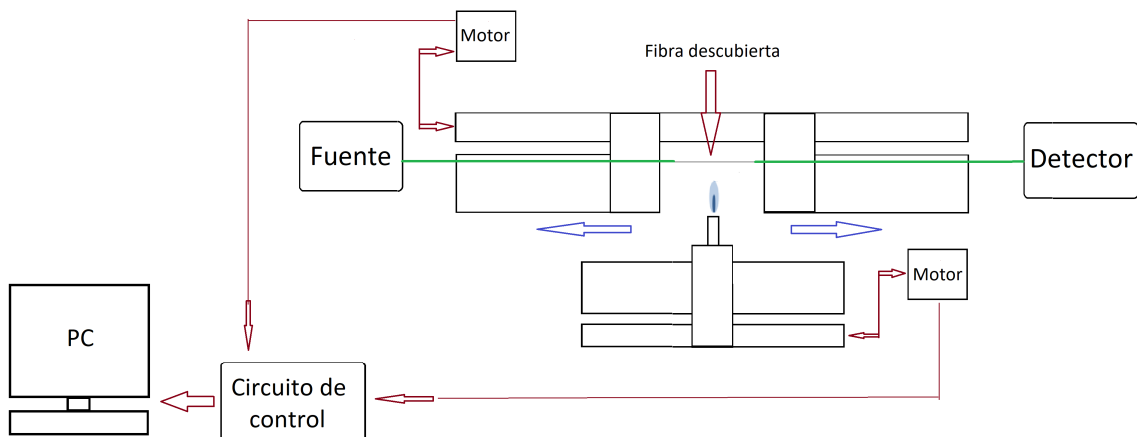 Motor
Fibra descubierta
Fuente
Detector
Motor
PC
Circuito de
control